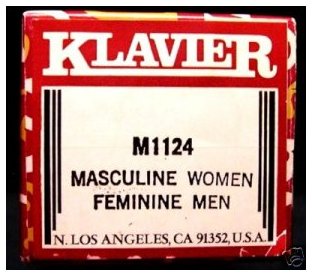 KLAVIER
M1124
MASCULINE WOMEN
FEMININE MEN
N. LOS ANGELES, CA 91352, U.S.A.